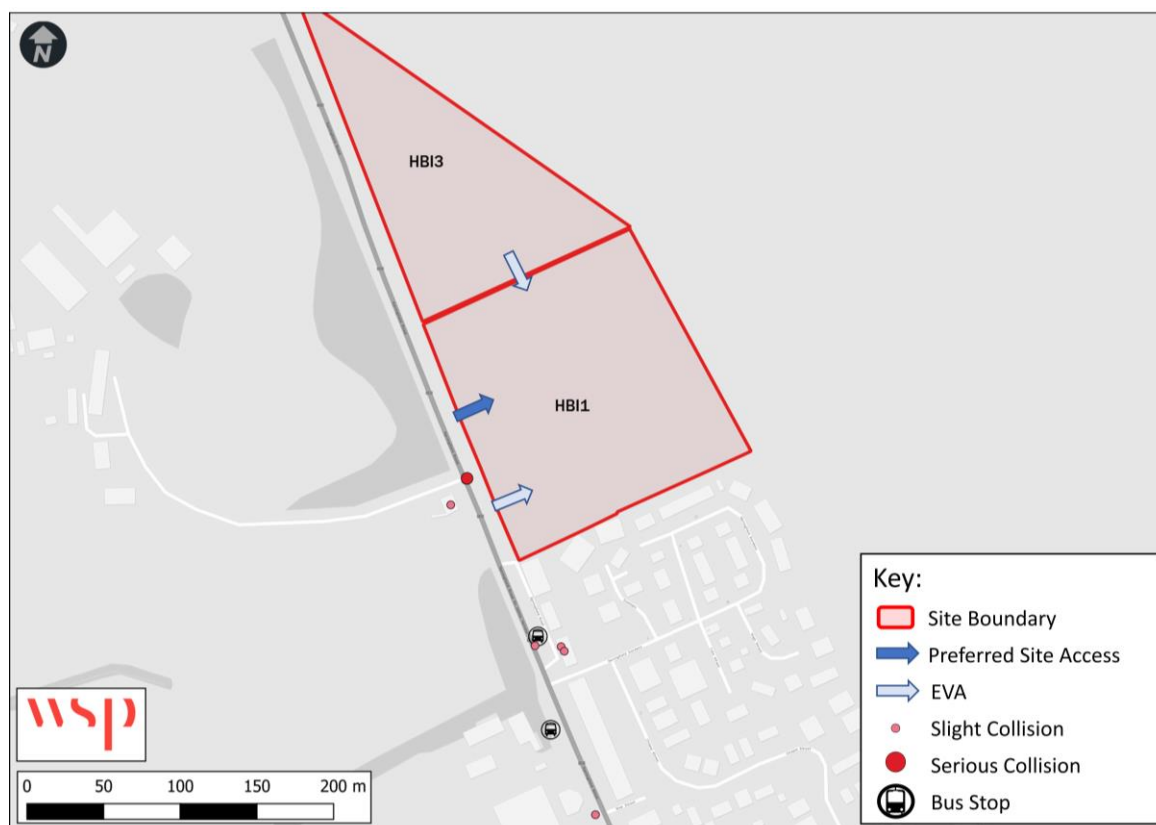 N
HBI3
HBI1
Key:
Site Boundary
Preferred Site Access
EVA
Slight Collision
Serious Collision
Bus Stop
wsp
0 50 100 150 200 m